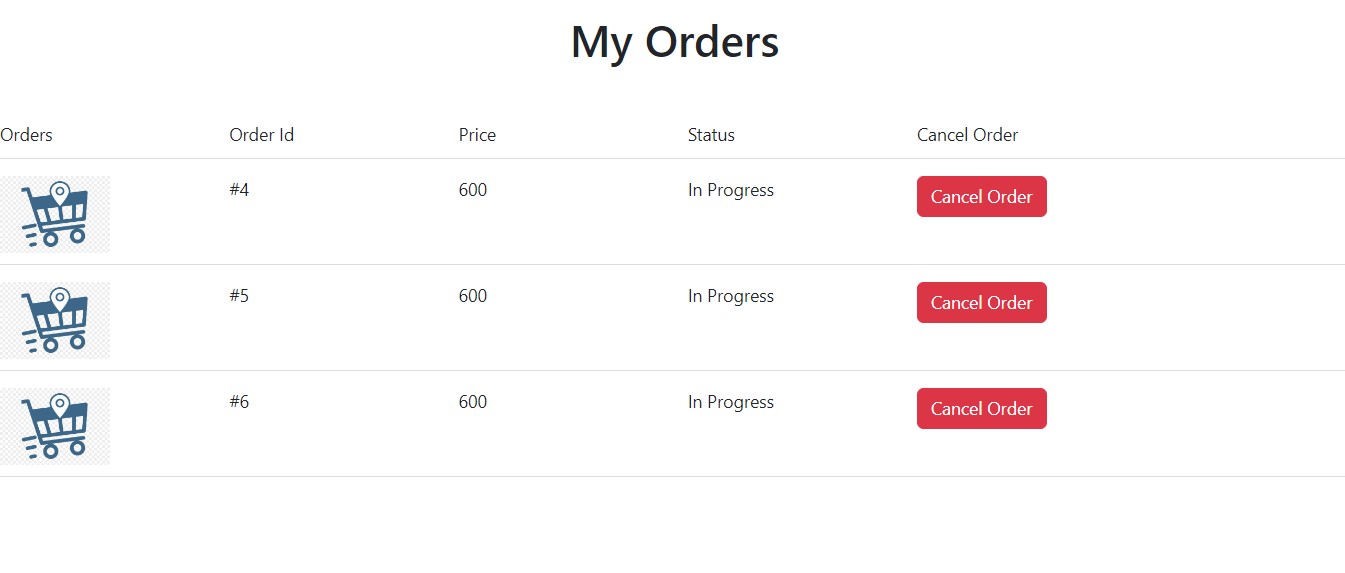 My Orders
Orders Order Id Price Status Cancel Order
#4 600 In Progress Cancel Order
#5 600 In Progress Cancel Order
#6 600 In Progress Cancel Order